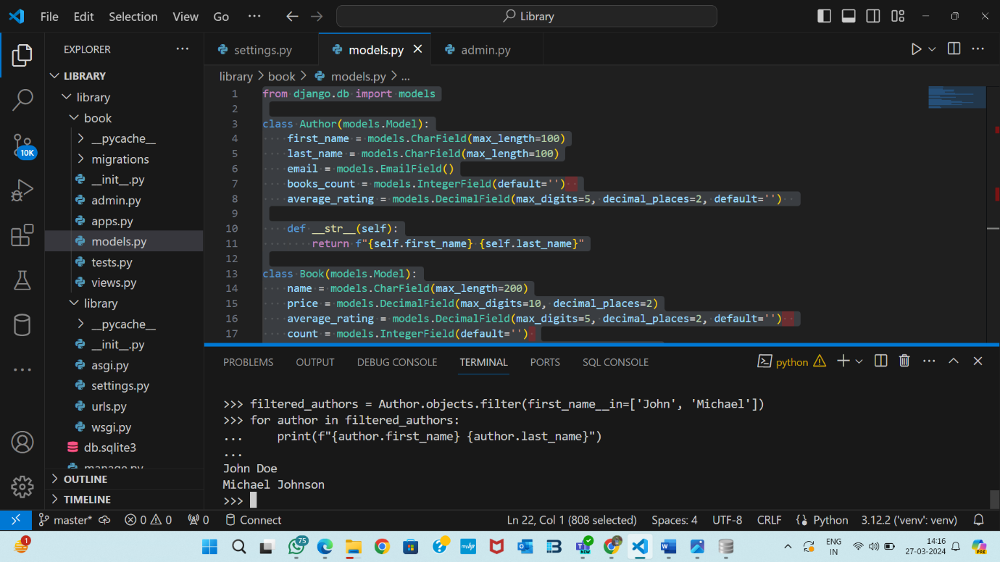 File Edit Selection View Go ··· Library
EXPLORER ···
settings.py models.py admin.py
LIBRARY
library
book
__pycache__
migrations
__init__.py
admin.py
apps.py
models.py
tests.py
views.py
library
__pycache__
__init__.py
asgi.py
settings.py
urls.py
wsgi.py
db.sqlite3
manage.py
OUTLINE
TIMELINE
10K
library > book > models.py > ...
1 from django.db import models
2
3 class Author(models.Model):
4 first_name = models.CharField(max_length=100)
5 last_name = models.CharField(max_length=100)
6 email = models.EmailField()
7 books_count = models.IntegerField(default='')
8 average_rating = models.DecimalField(max_digits=5, decimal_places=2, default='')
9
10 def __str__(self):
11 return f"{self.first_name} {self.last_name}"
12
13 class Book(models.Model):
14 name = models.CharField(max_length=200)
15 price = models.DecimalField(max_digits=10, decimal_places=2)
16 average_rating = models.DecimalField(max_digits=5, decimal_places=2, default='')
17 count = models.IntegerField(default='')
PROBLEMS OUTPUT DEBUG CONSOLE TERMINAL PORTS SQL CONSOLE python
>>> filtered_authors = Author.objects.filter(first_name__in=['John', 'Michael'])
>>> for author in filtered_authors:
... print(f"{author.first_name} {author.last_name}")
...
John Doe
Michael Johnson
>>>
master* 0 0 0 Connect Ln 22, Col 1 (808 selected) Spaces: 4 UTF-8 CRLF Python 3.12.2 ('venv': venv)
1 75 NEW ENG IN 14:16 27-03-2024 PRE